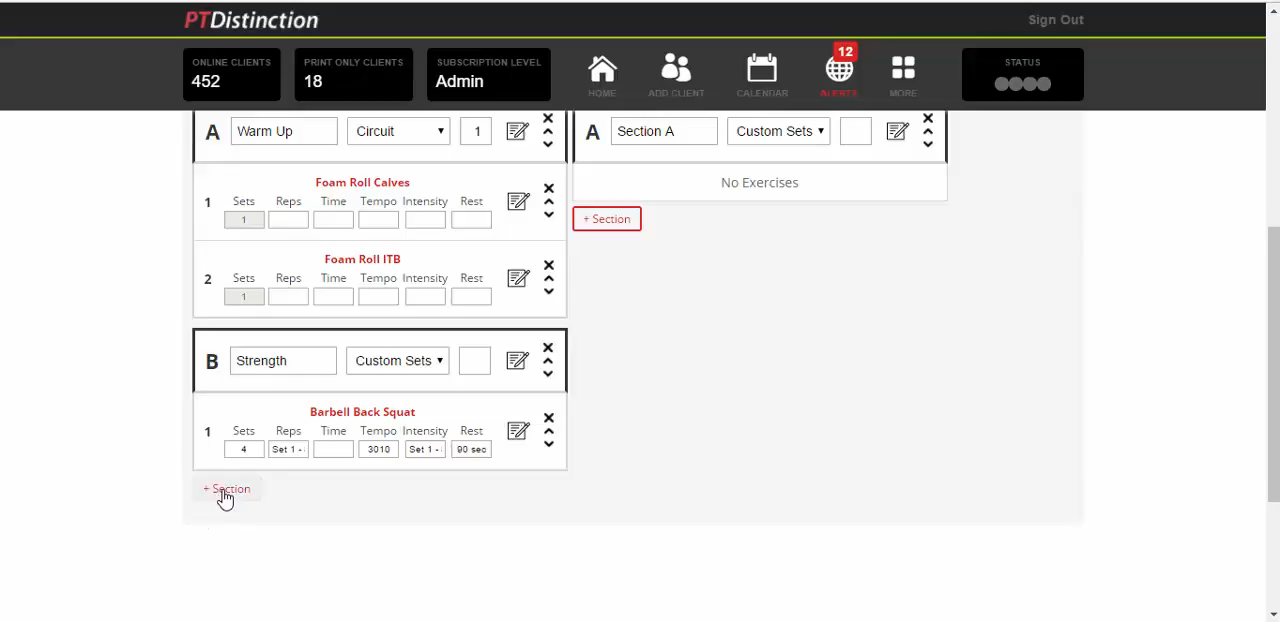 PTDistinction
Sign Out
ONLINE CLIENTS
452
PRINT ONLY CLIENTS
18
SUBSCRIPTION LEVEL
Admin
HOME
ADD CLIENT
CALENDAR
12
ALERTS
MORE
STATUS
A Warm Up Circuit 1
Foam Roll Calves
1 Sets Reps Time Tempo Intensity Rest
1
Foam Roll ITB
2 Sets Reps Time Tempo Intensity Rest
1
B Strength Custom Sets
Barbell Back Squat
1 Sets Reps Time Tempo Intensity Rest
4 Set 1 - 3010 Set 1 - 90 sec
+ Section
A Section A Custom Sets
No Exercises
+ Section